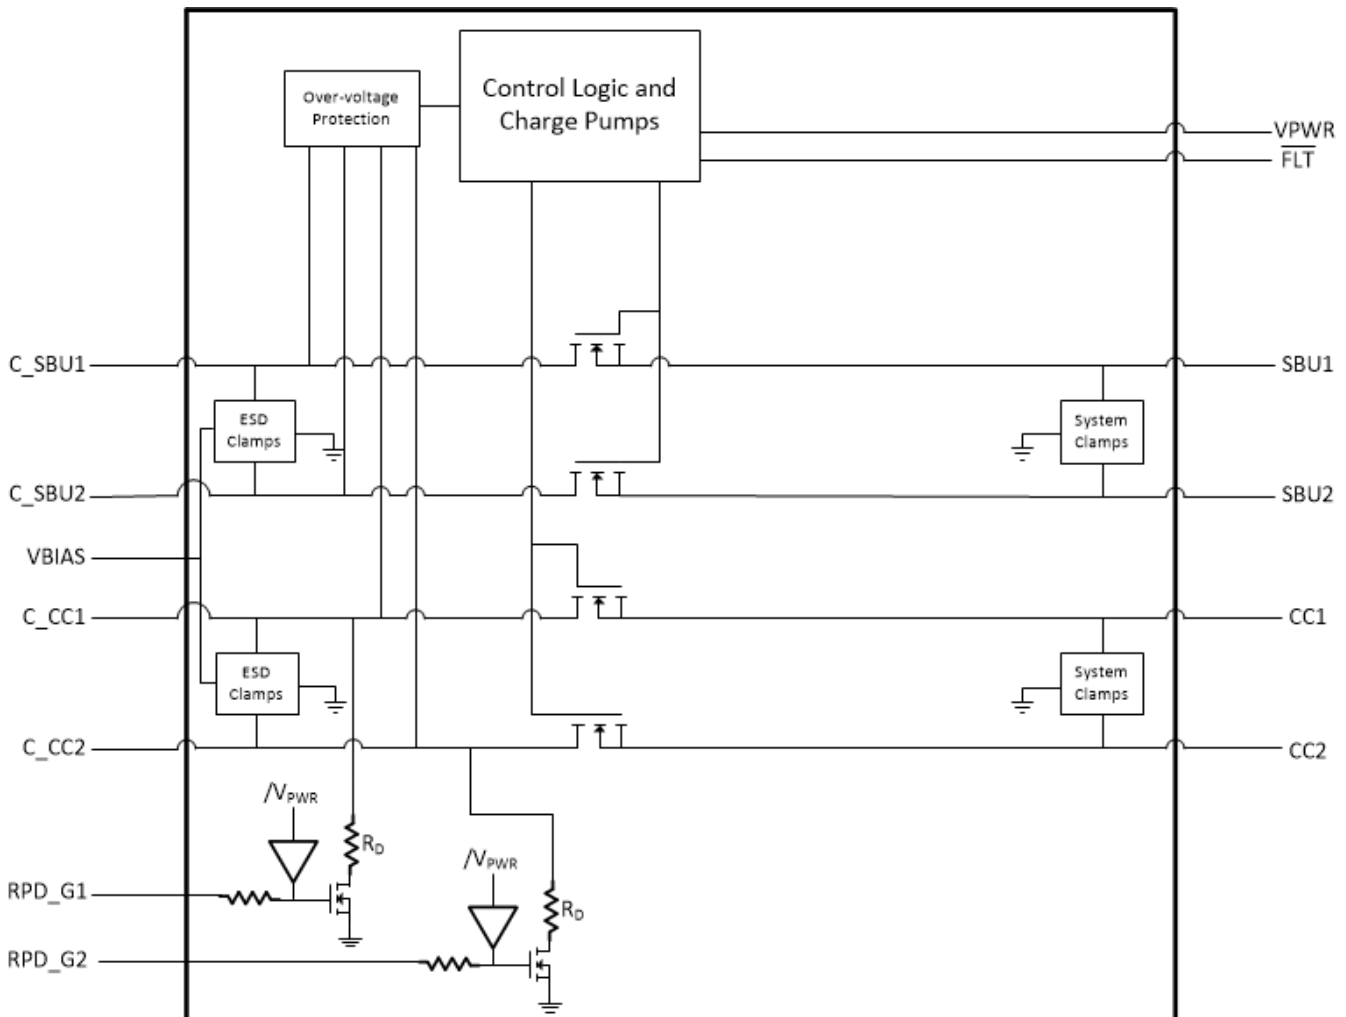 Control Logic and
Charge Pumps
Over-voltage
Protection
VPWR
FLT
C_SBU1
SBU1
ESD
Clamps
System
Clamps
C_SBU2
SBU2
VBIAS
C_CC1
CC1
ESD
Clamps
System
Clamps
C_CC2
CC2
/VPWR
RD
/VPWR
RPD_G1
RD
RPD_G2